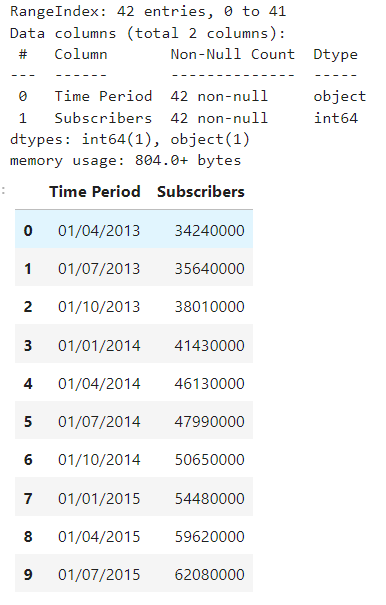 RangeIndex: 42 entries, 0 to 41
Data columns (total 2 columns):
 #   Column       Non-Null Count  Dtype
---  ------       --------------  -----
 0   Time Period  42 non-null     object
 1   Subscribers  42 non-null     int64
dtypes: int64(1), object(1)
memory usage: 804.0+ bytes
:
Time Period Subscribers
0 01/04/2013 34240000
1 01/07/2013 35640000
2 01/10/2013 38010000
3 01/01/2014 41430000
4 01/04/2014 46130000
5 01/07/2014 47990000
6 01/10/2014 50650000
7 01/01/2015 54480000
8 01/04/2015 59620000
9 01/07/2015 62080000